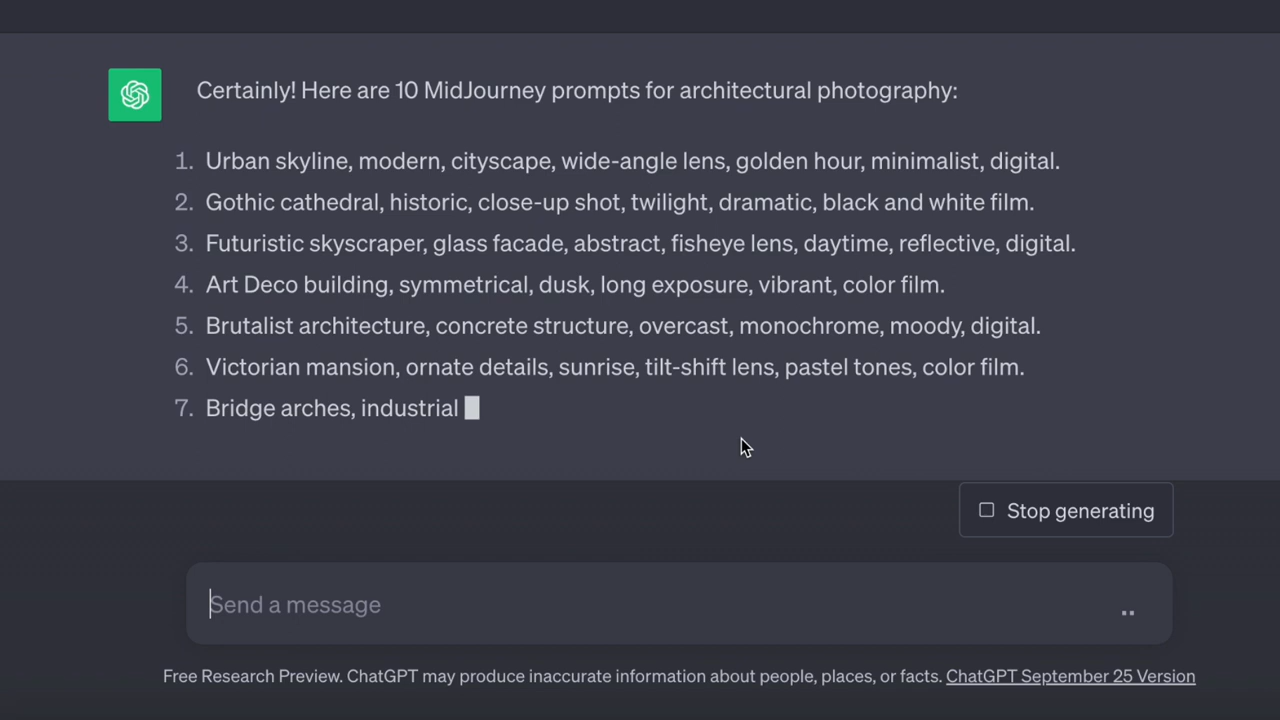 Certainly! Here are 10 MidJourney prompts for architectural photography:
1. Urban skyline, modern, cityscape, wide-angle lens, golden hour, minimalist, digital.
2. Gothic cathedral, historic, close-up shot, twilight, dramatic, black and white film.
3. Futuristic skyscraper, glass facade, abstract, fisheye lens, daytime, reflective, digital.
4. Art Deco building, symmetrical, dusk, long exposure, vibrant, color film.
5. Brutalist architecture, concrete structure, overcast, monochrome, moody, digital.
6. Victorian mansion, ornate details, sunrise, tilt-shift lens, pastel tones, color film.
7. Bridge arches, industrial
Stop generating
Send a message
Free Research Preview. ChatGPT may produce inaccurate information about people, places, or facts. ChatGPT September 25 Version